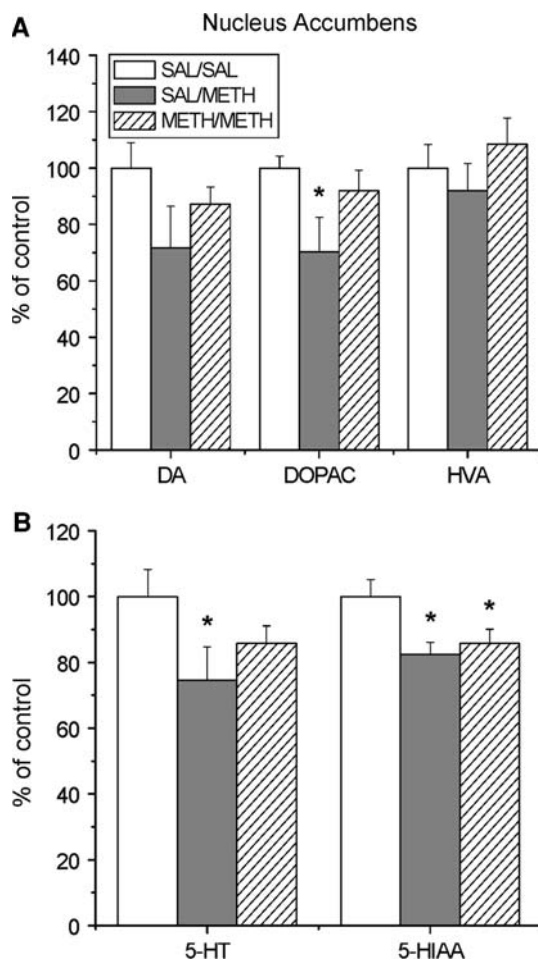 A
Nucleus Accumbens
SAL/SAL
SAL/METH
METH/METH
% of control
140
120
100
80
60
40
20
0
*
DA
DOPAC
HVA
B
% of control
120
100
80
60
40
20
0
*
*
*
5-HT
5-HIAA